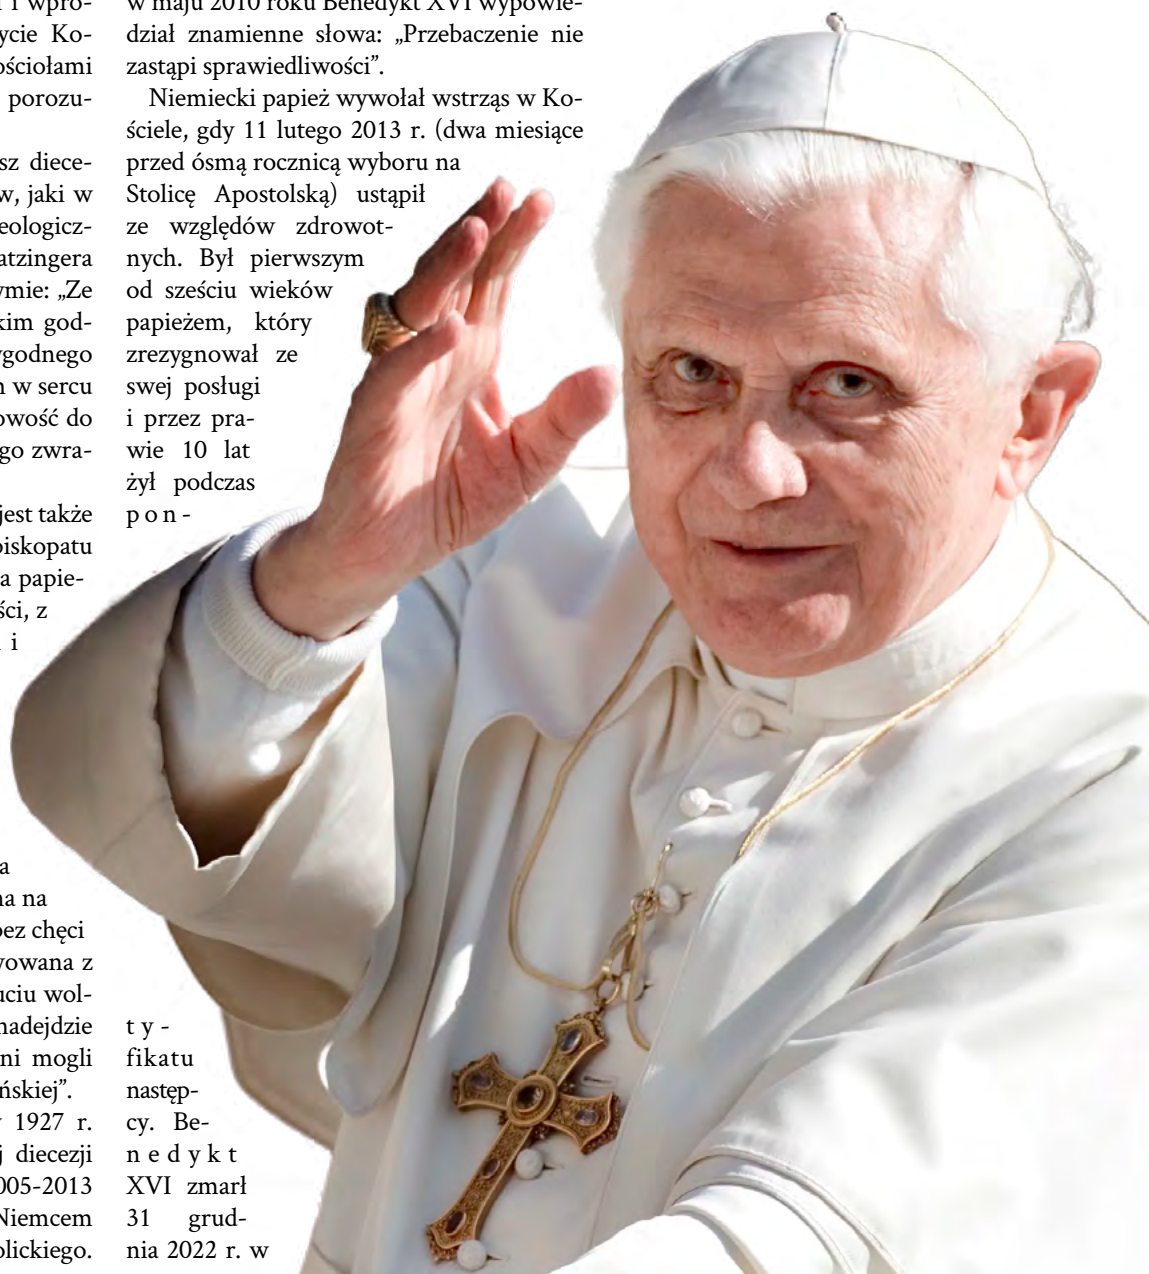 ycie Ko-
ościołami
porozu-
sz diece-
w, jaki w
eologicz-
atzingera
ymie: „Ze
kim god-
ygodnego
n w sercu
owość do
go zwra-
jest także
piskopatu
a papie-
ści, z
i
a
na na
bez chęci
wowana z
uciu wol-
nadejdzie
ni mogli
ńskiej”.
1927 r.
j diecezji
005-2013
Niemcem
olickiego.
w maju 2010 roku Benedykt XVI wypowie-
dział znamienne słowa: „Przebaczenie nie
zastąpi sprawiedliwości”.
Niemiecki papież wywołał wstrząs w Ko-
ściele, gdy 11 lutego 2013 r. (dwa miesiące
przed ósmą rocznicą wyboru na
Stolicę Apostolską) ustąpił
ze względów zdrowot-
nych. Był pierwszym
od sześciu wieków
papieżem, który
zrezygnował ze
swej posługi
i przez pra-
wie 10 lat
żył podczas
pon-
ty-
fikatu
następ-
cy. Be-
nedykt
XVI zmarł
31 grud-
nia 2022 r. w